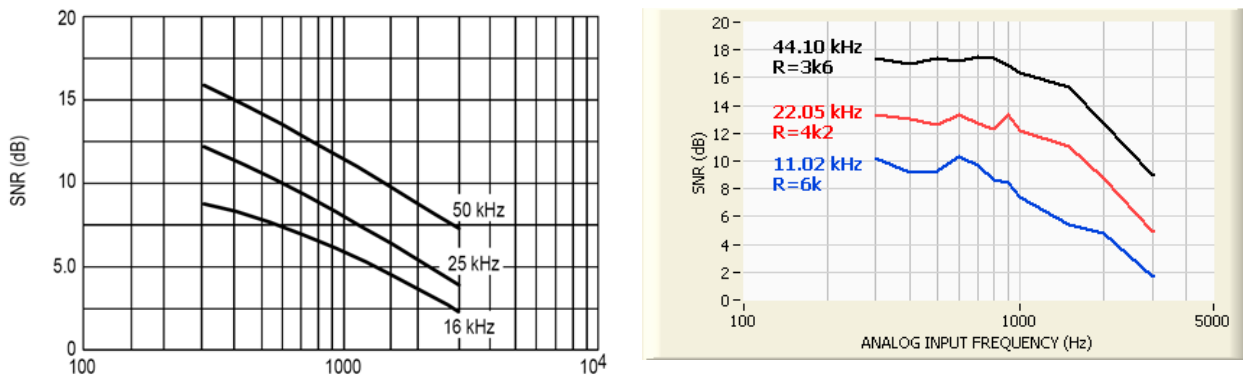 20
15
10
5.0
0
SNR (dB)
50 kHz
25 kHz
16 kHz
100
1000
10⁴
20
18
16
14
12
10
8
6
4
2
0
SNR (dB)
44.10 kHz
R=3k6
22.05 kHz
R=4k2
11.02 kHz
R=6k
100
1000
5000
ANALOG INPUT FREQUENCY (Hz)